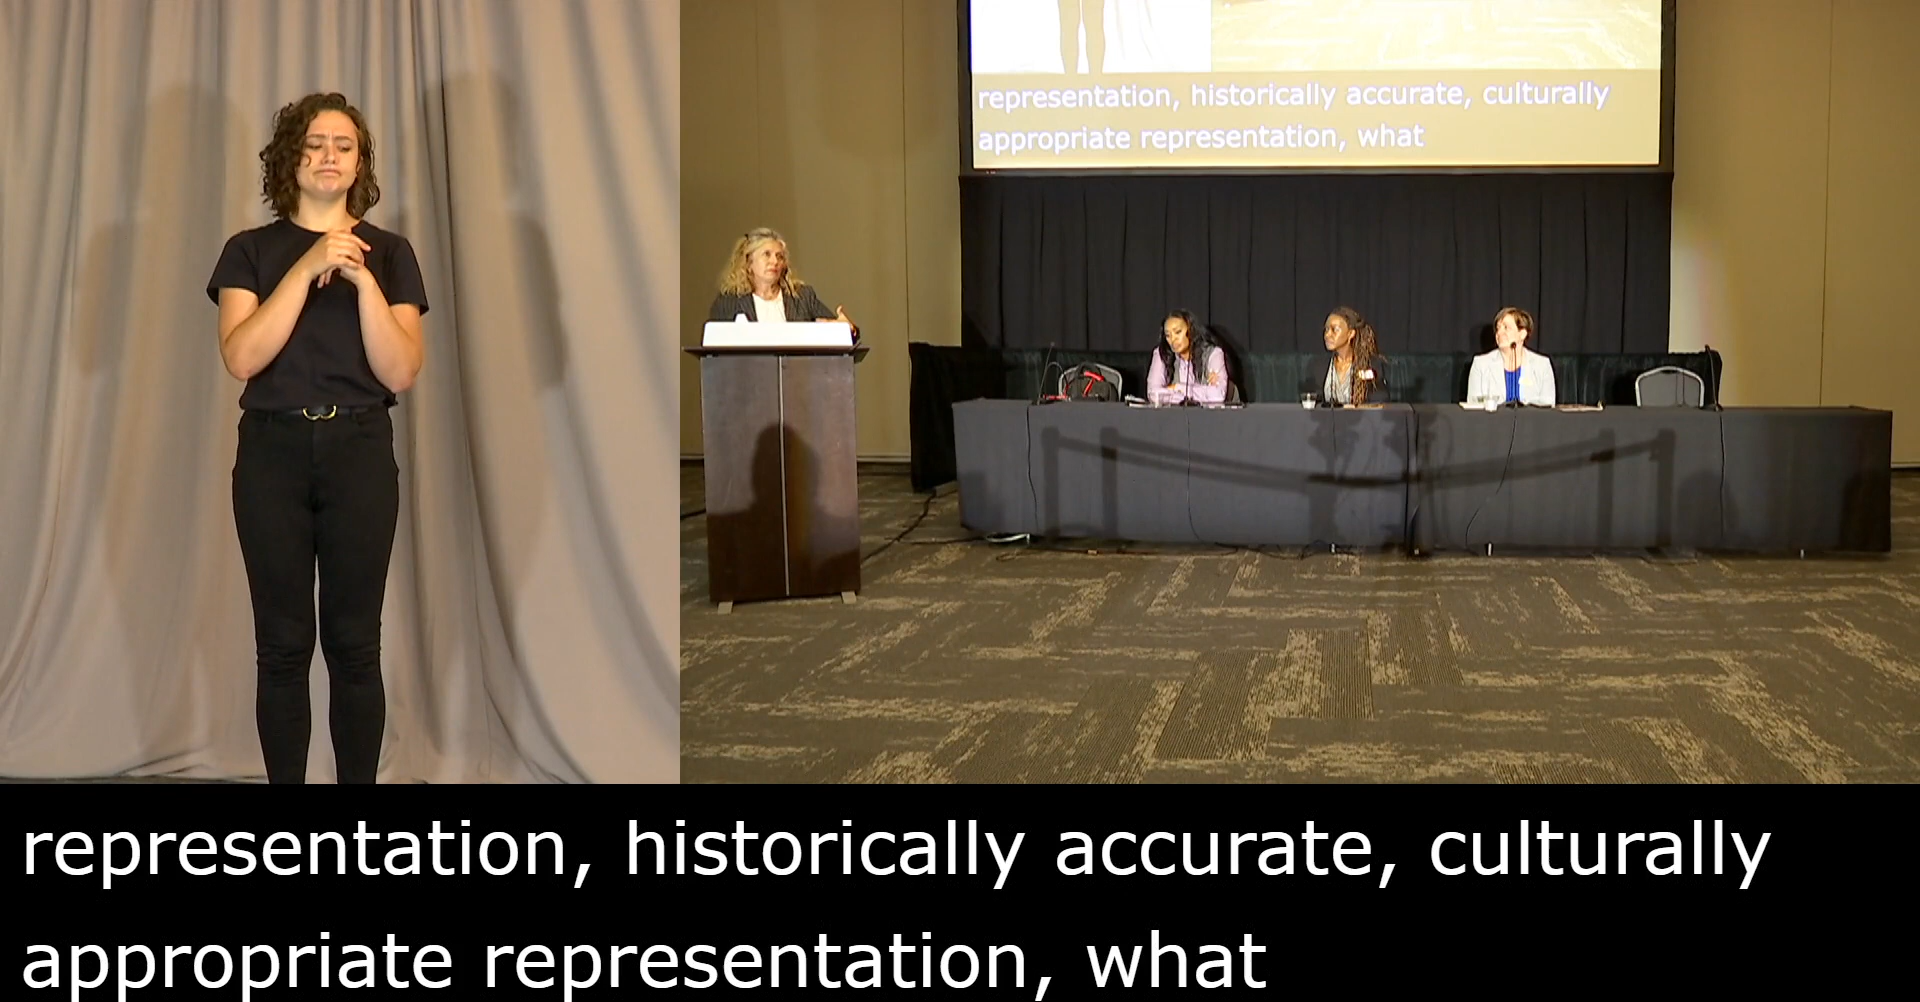 representation, historically accurate, culturally
appropriate representation, what
representation, historically accurate, culturally
appropriate representation, what